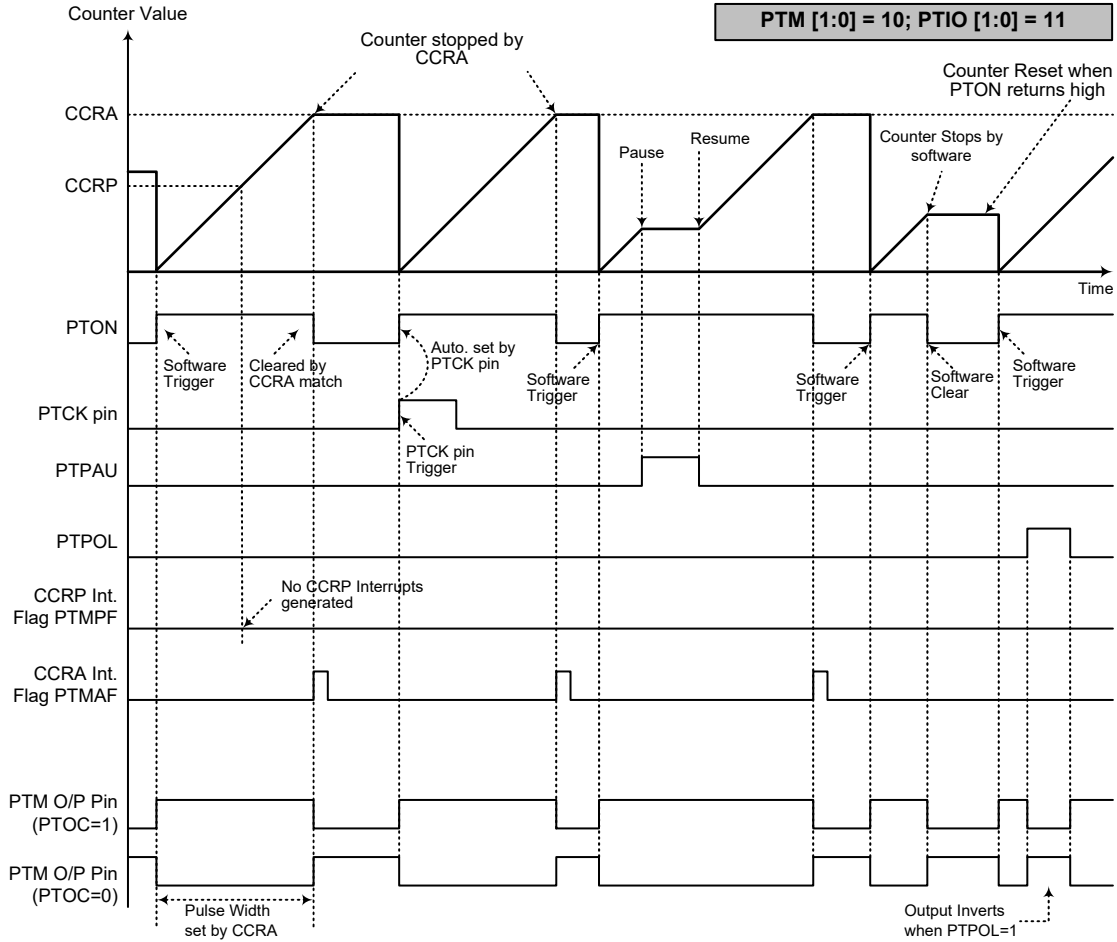 Counter Value
PTM [1:0] = 10; PTIO [1:0] = 11
Counter stopped by
CCRA
Counter Reset when
PTON returns high
CCRA
Pause
Resume
Counter Stops by
software
CCRP
Time
PTON
Software
Trigger
Cleared by
CCRA match
Auto. set by
PTCK pin
Software
Trigger
Software
Trigger
Software
Clear
Software
Trigger
PTCK pin
PTCK pin
Trigger
PTPAU
PTPOL
CCRP Int.
Flag PTMPF
No CCRP Interrupts
generated
CCRA Int.
Flag PTMAF
PTM O/P Pin
(PTOC=1)
PTM O/P Pin
(PTOC=0)
Pulse Width
set by CCRA
Output Inverts
when PTPOL=1